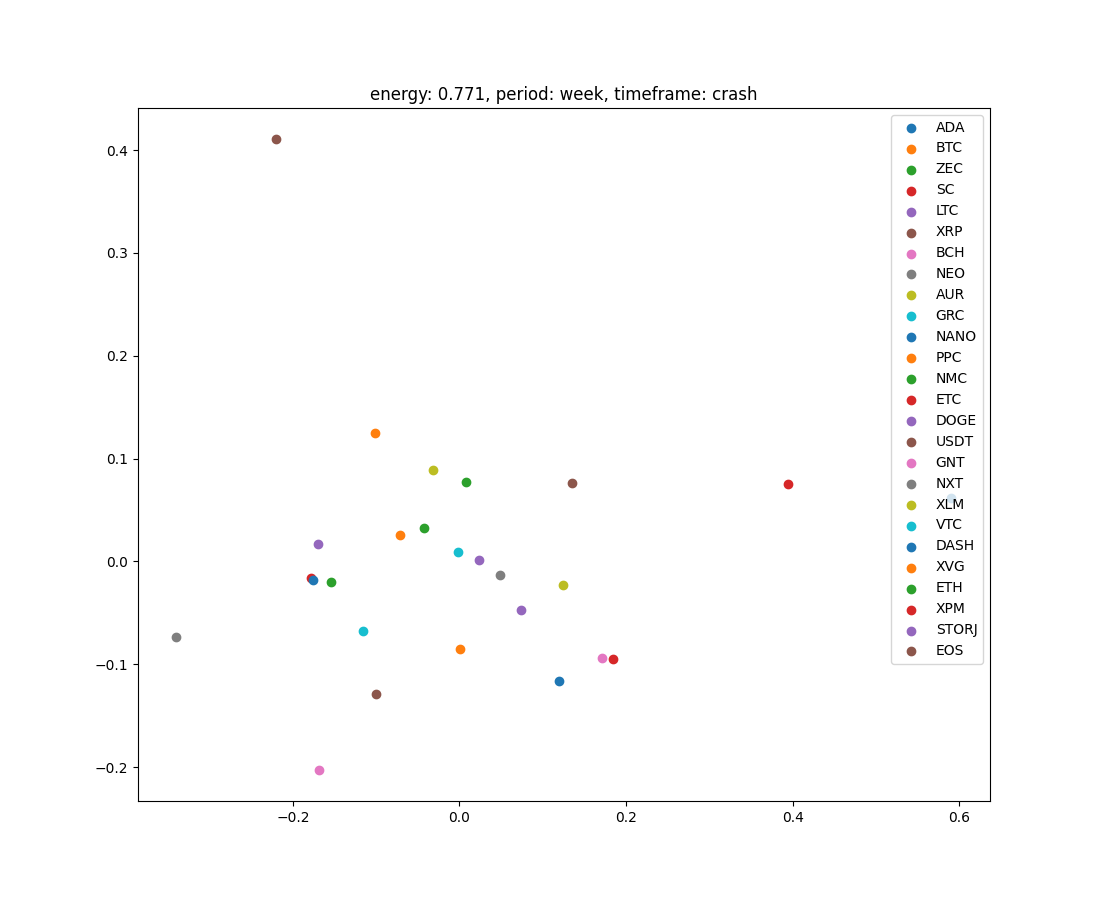 energy: 0.771, period: week, timeframe: crash
0.4
0.3
0.2
0.1
0.0
−0.1
−0.2
−0.2
0.0
0.2
0.4
0.6
ADA
BTC
ZEC
SC
LTC
XRP
BCH
NEO
AUR
GRC
NANO
PPC
NMC
ETC
DOGE
USDT
GNT
NXT
XLM
VTC
DASH
XVG
ETH
XPM
STORJ
EOS